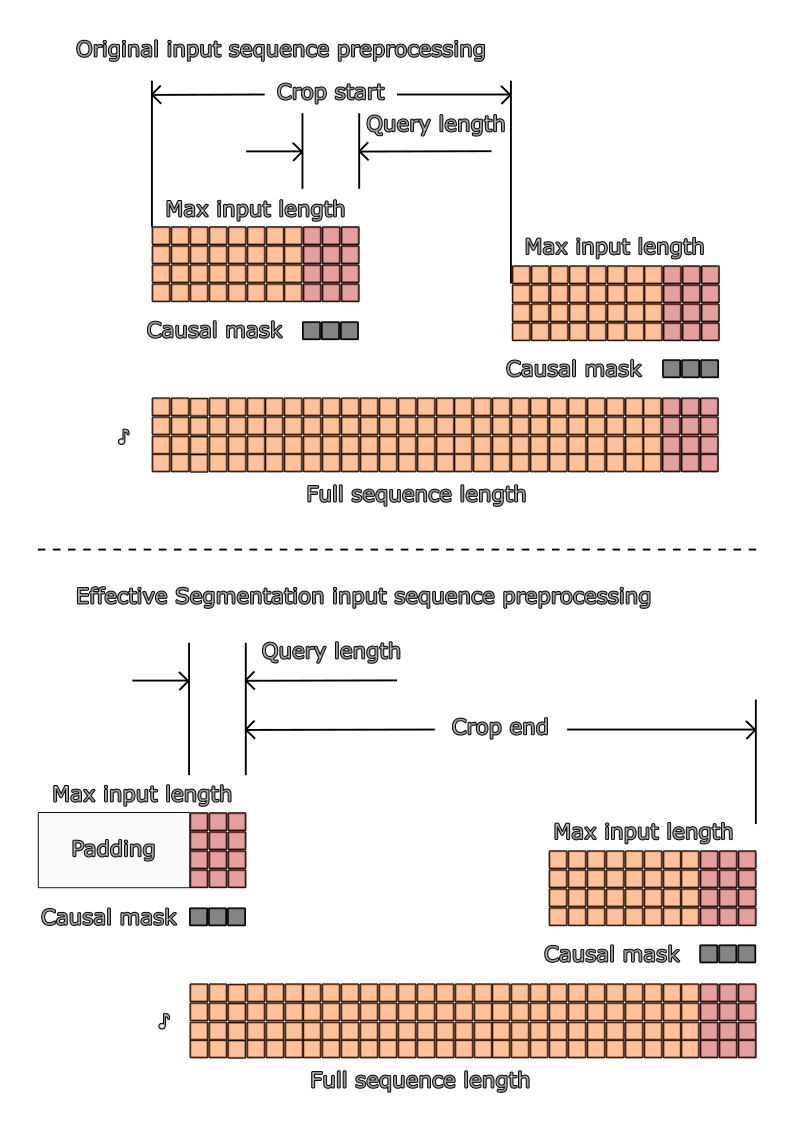 Original input sequence preprocessing
Crop start
Query length
Max input length
Max input length
Causal mask
Causal mask
Full sequence length
Effective Segmentation input sequence preprocessing
Query length
Crop end
Max input length
Max input length
Padding
Causal mask
Causal mask
Full sequence length